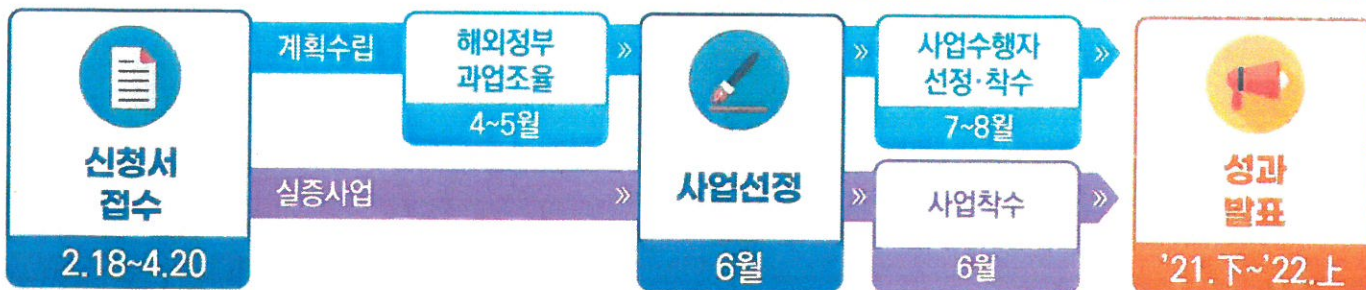 신청서
접수
2.18~4.20
계획수립
해외정부
과업조율
4~5월
실증사업
사업선정
6월
사업수행자
선정·착수
7~8월
사업착수
6월
성과
발표
'21.下~'22.上